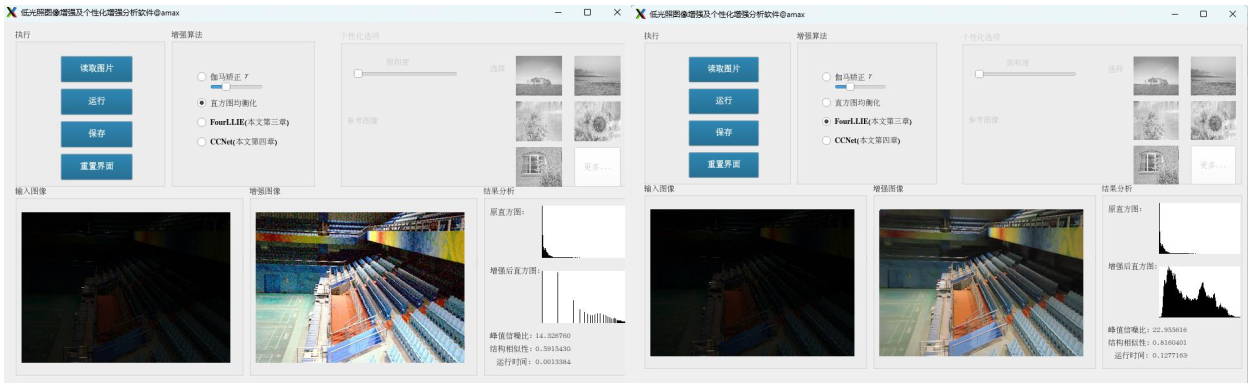 低光照图像增强及个性化增强分析软件@amax
执行
增强算法
个性化选项
读取图片
运行
保存
重置界面
伽马矫正 γ
直方图均衡化
FourLLIE(本文第三章)
CCNet(本文第四章)
饱和度
选择
参考图像
更多...
输入图像
增强图像
结果分析
原直方图:
增强后直方图:
峰值信噪比: 14.326760
结构相似性: 0.5915430
运行时间: 0.0013384
低光照图像增强及个性化增强分析软件@amax
执行
增强算法
个性化选项
读取图片
运行
保存
重置界面
伽马矫正 γ
直方图均衡化
FourLLIE(本文第三章)
CCNet(本文第四章)
饱和度
选择
参考图像
更多...
输入图像
增强图像
结果分析
原直方图:
增强后直方图:
峰值信噪比: 22.955616
结构相似性: 0.8160401
运行时间: 0.1277169